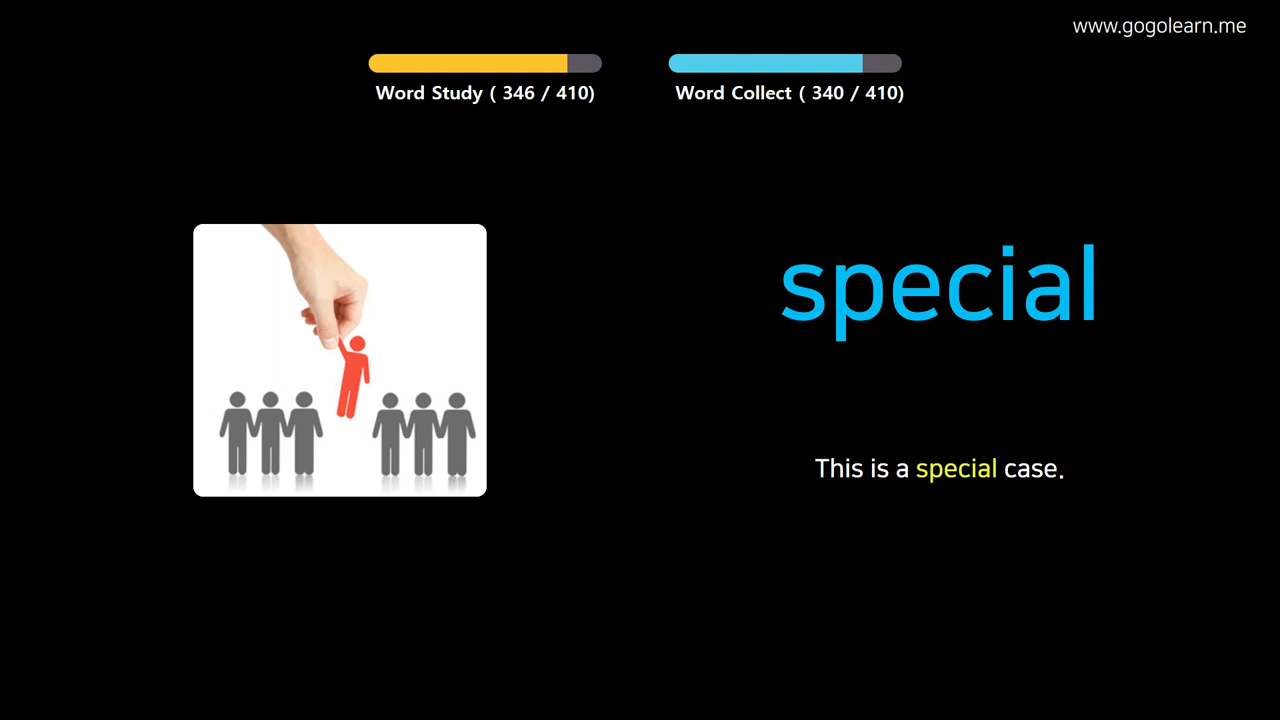 www.gogolearn.me
Word Study ( 346 / 410)
Word Collect ( 340 / 410)
special
This is a special case.